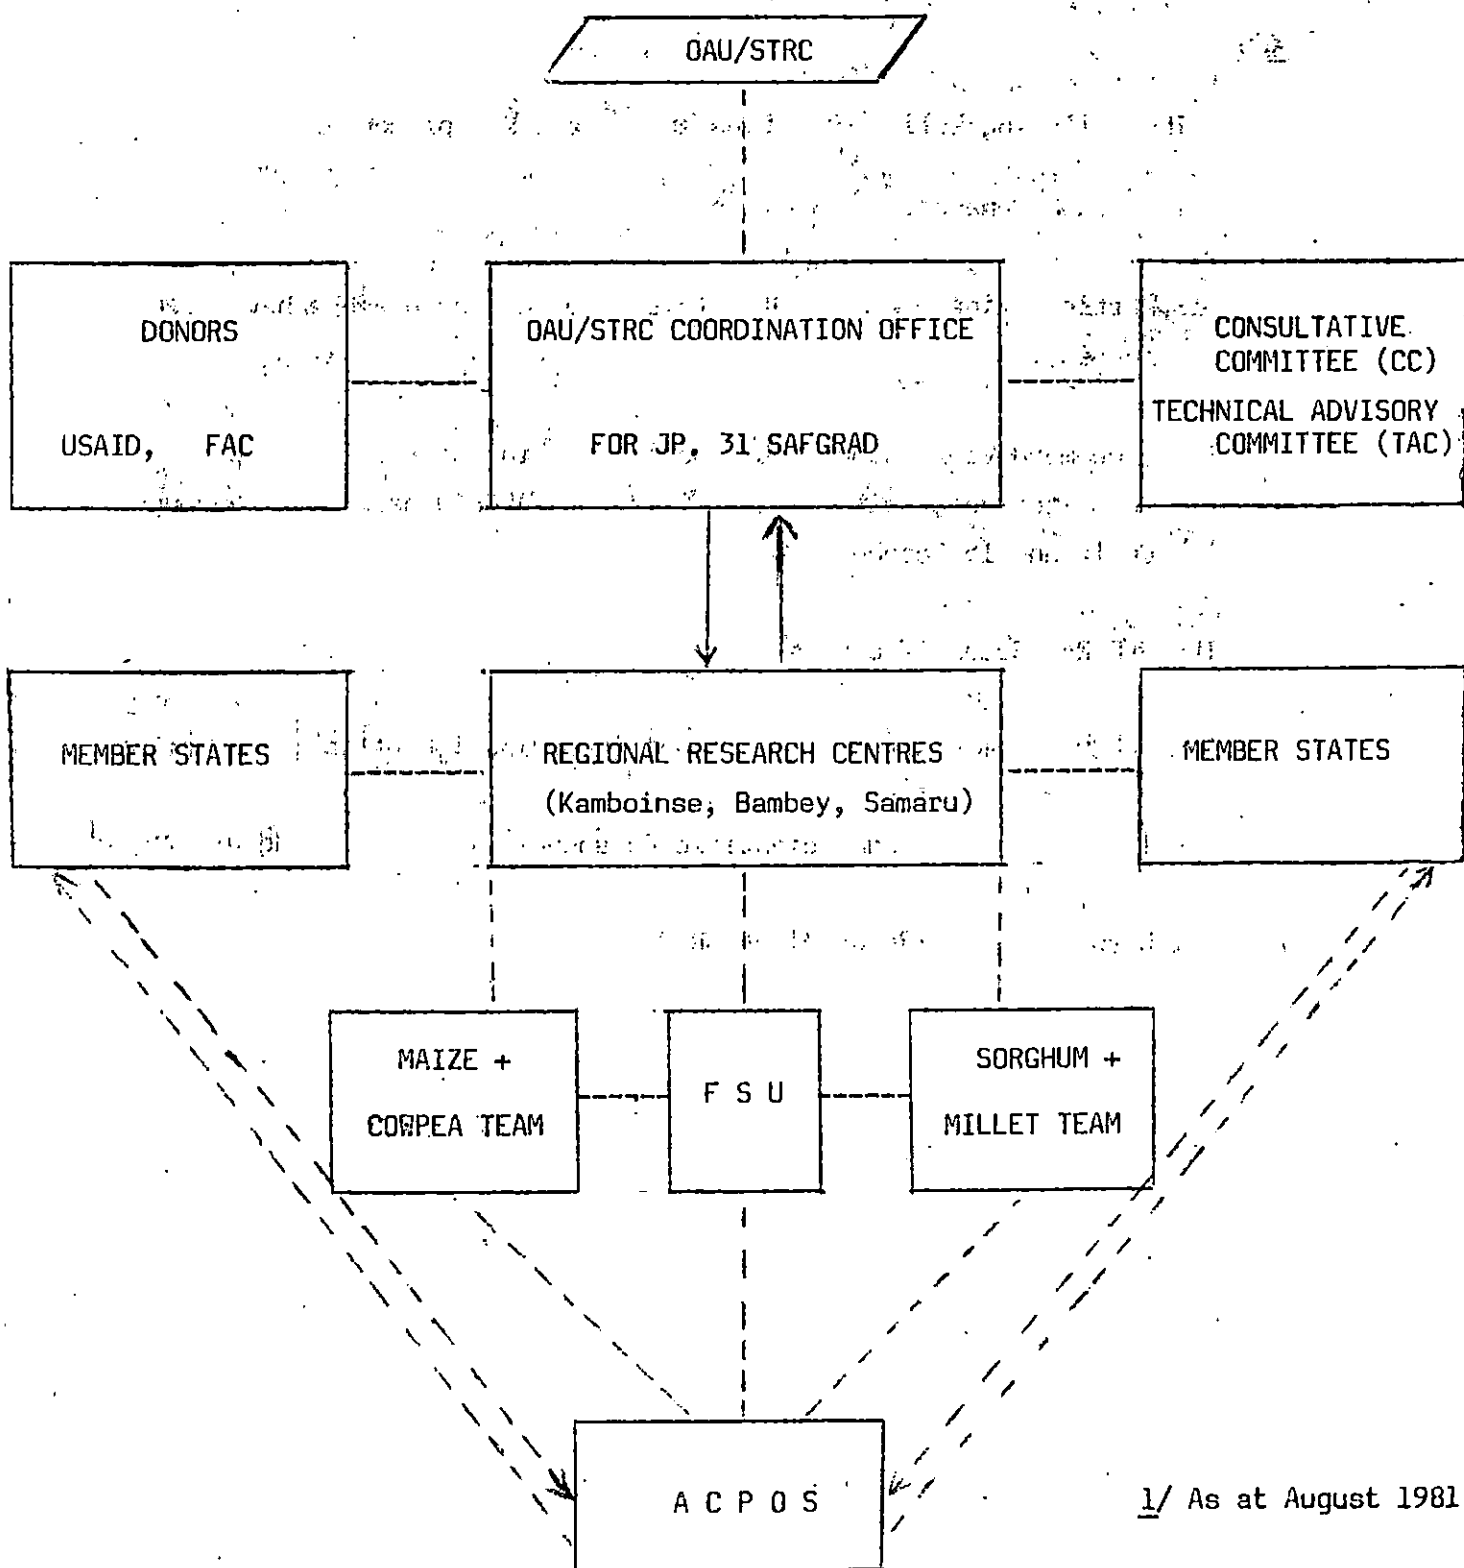 OAU/STRC
DONORS
USAID, FAC
OAU/STRC COORDINATION OFFICE
FOR JP. 31 SAFGRAD
CONSULTATIVE
COMMITTEE (CC)
TECHNICAL ADVISORY
COMMITTEE (TAC)
MEMBER STATES
REGIONAL RESEARCH CENTRES
(Kamboinse, Bambey, Samaru)
MEMBER STATES
MAIZE +
COWPEA TEAM
F S U
SORGHUM +
MILLET TEAM
A C P O S
1/ As at August 1981